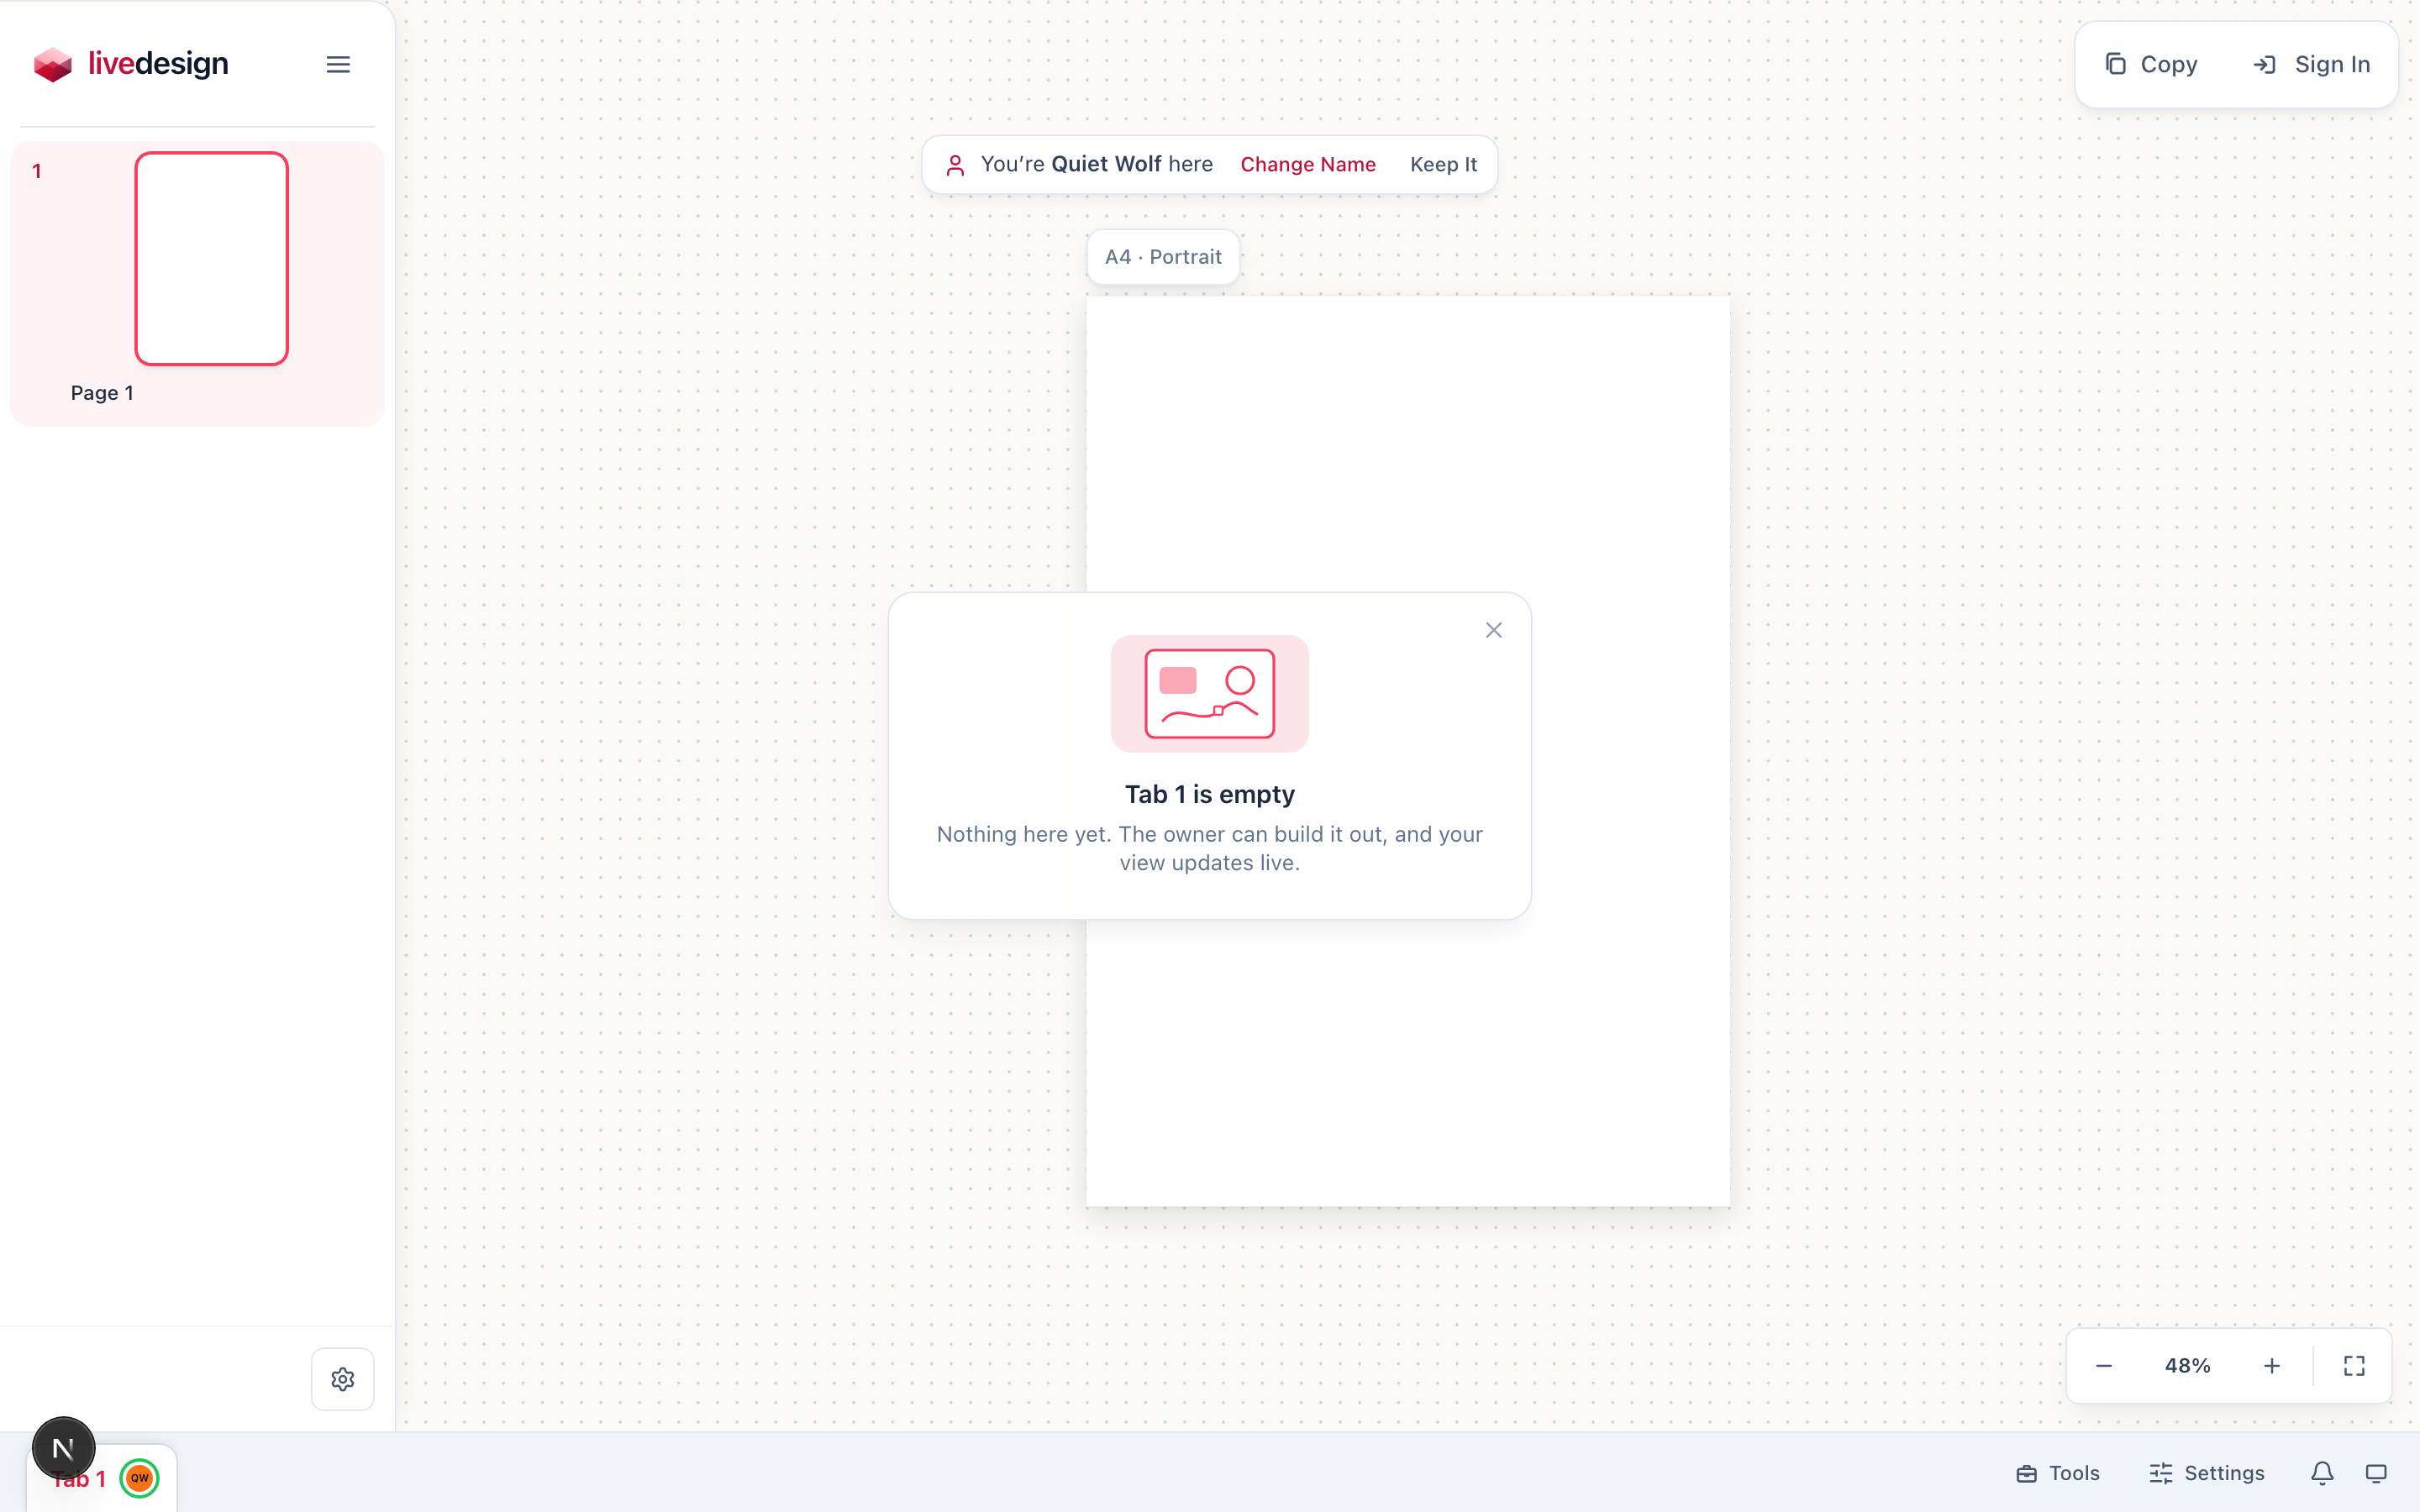 livedesign
Copy
Sign In
1
Page 1
You’re Quiet Wolf here
Change Name
Keep It
A4 · Portrait
Tab 1 is empty
Nothing here yet. The owner can build it out, and your
view updates live.
48%
N
Tab 1
QW
Tools
Settings